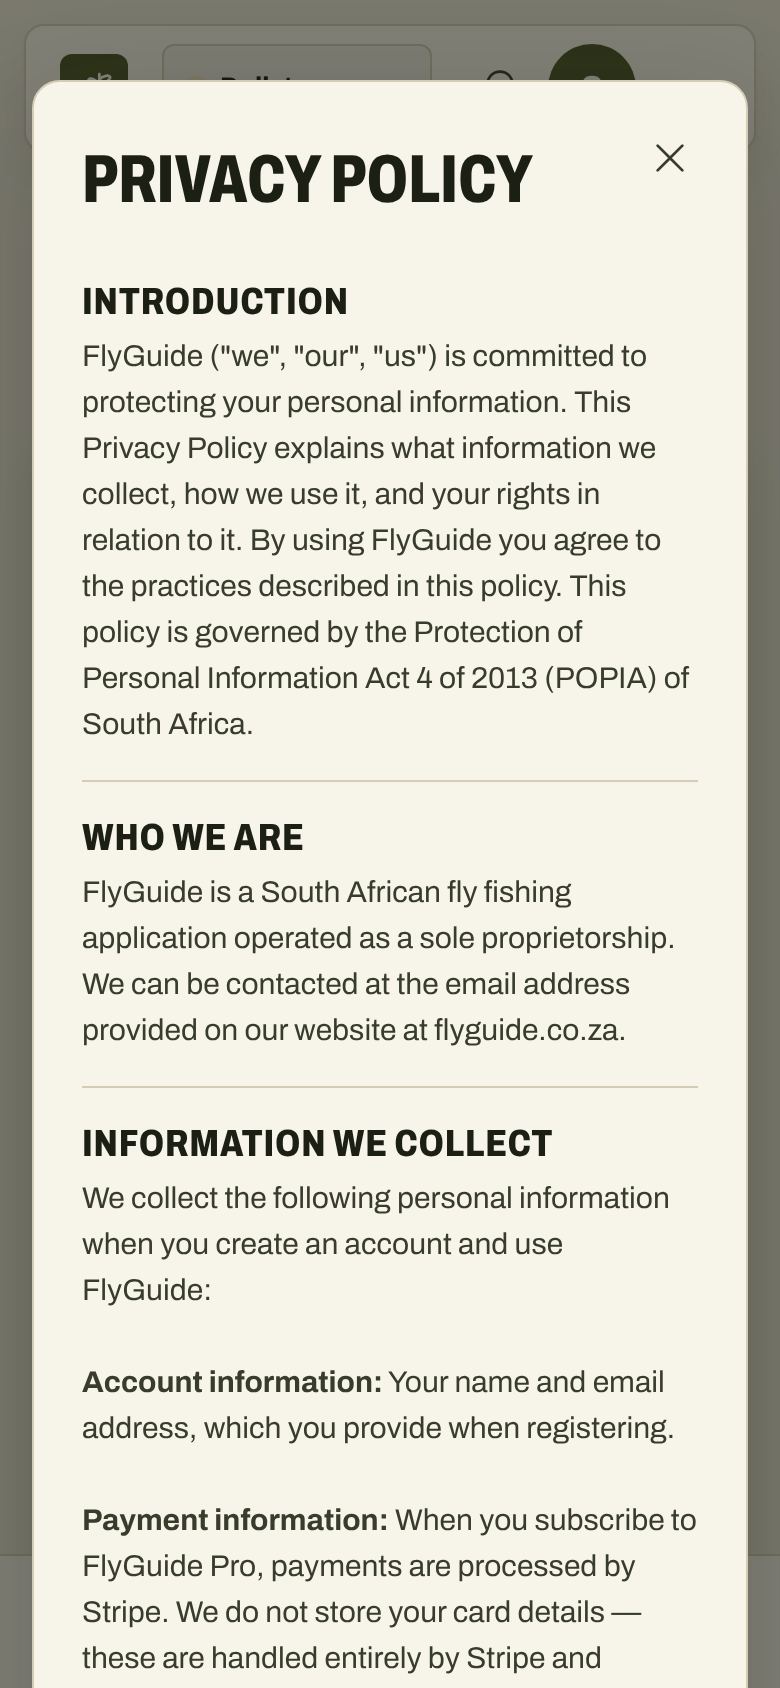 PRIVACY POLICY
INTRODUCTION
FlyGuide ("we", "our", "us") is committed to
protecting your personal information. This
Privacy Policy explains what information we
collect, how we use it, and your rights in
relation to it. By using FlyGuide you agree to
the practices described in this policy. This
policy is governed by the Protection of
Personal Information Act 4 of 2013 (POPIA) of
South Africa.
WHO WE ARE
FlyGuide is a South African fly fishing
application operated as a sole proprietorship.
We can be contacted at the email address
provided on our website at flyguide.co.za.
INFORMATION WE COLLECT
We collect the following personal information
when you create an account and use
FlyGuide:
Account information: Your name and email
address, which you provide when registering.
Payment information: When you subscribe to
FlyGuide Pro, payments are processed by
Stripe. We do not store your card details —
these are handled entirely by Stripe and